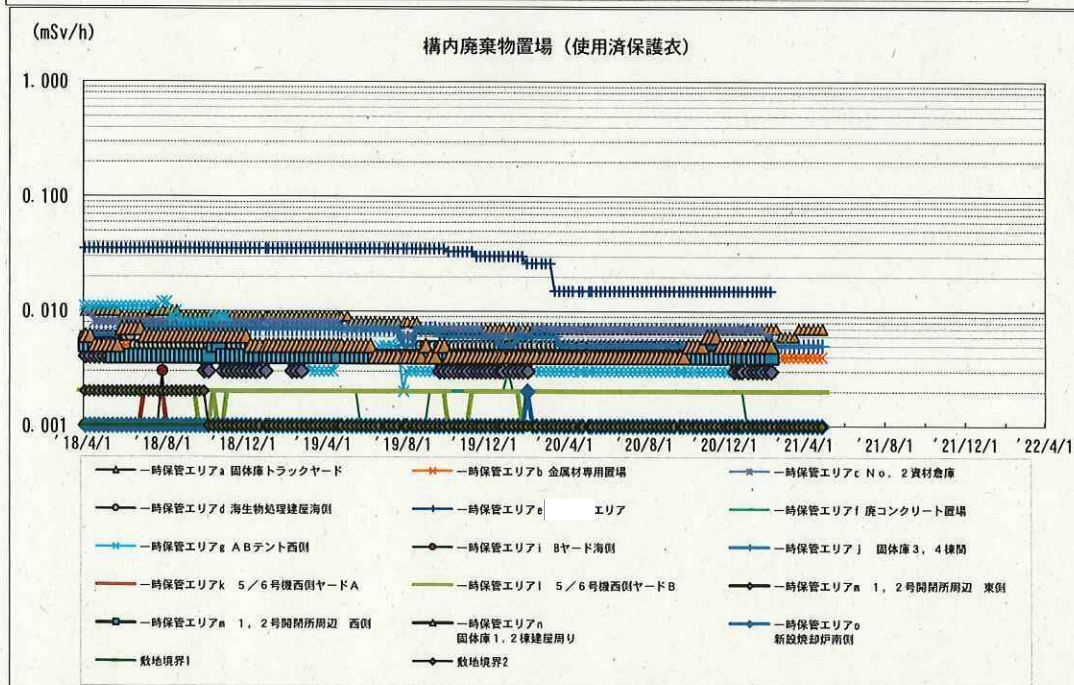 (mSv/h)
構内廃棄物置場（使用済保護衣）
1.000
0.100
0.010
0.001
'18/4/1 '18/8/1 '18/12/1 '19/4/1 '19/8/1 '19/12/1 '20/4/1 '20/8/1 '20/12/1 '21/4/1 '21/8/1 '21/12/1 '22/4/1
一時保管エリアa 固体庫トラックヤード
一時保管エリアb 金属材専用置場
一時保管エリアc No．2資材倉庫
一時保管エリアd 海生物処理建屋海側
一時保管エリアe エリア
一時保管エリアf 廃コンクリート置場
一時保管エリアg ABテント西側
一時保管エリアi Bヤード海側
一時保管エリアj 固体庫3，4棟間
一時保管エリアk 5／6号機西側ヤードA
一時保管エリアl 5／6号機西側ヤードB
一時保管エリアm 1，2号開閉所周辺 東側
一時保管エリアm 1，2号開閉所周辺 西側
一時保管エリアn
固体庫1.2棟建屋周り
一時保管エリアo
新設焼却炉南側
敷地境界1
敷地境界2